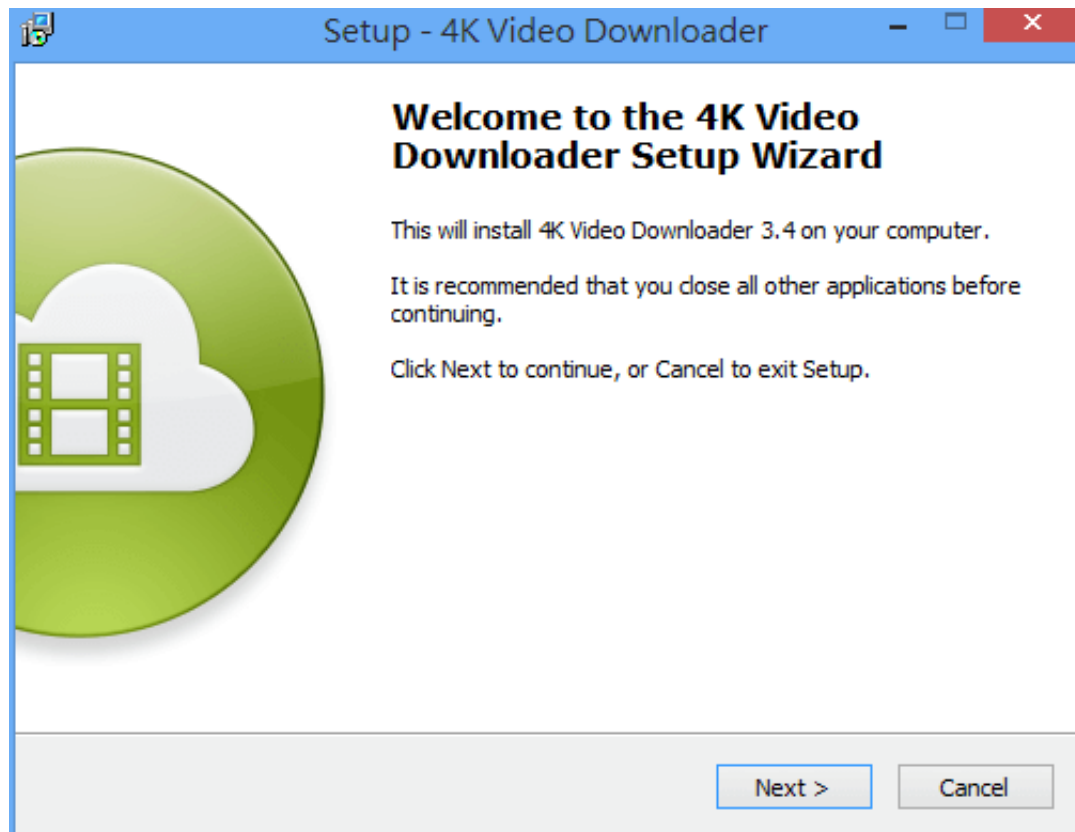 Setup - 4K Video Downloader
Welcome to the 4K Video
Downloader Setup Wizard
This will install 4K Video Downloader 3.4 on your computer.
It is recommended that you close all other applications before
continuing.
Click Next to continue, or Cancel to exit Setup.
Next >
Cancel